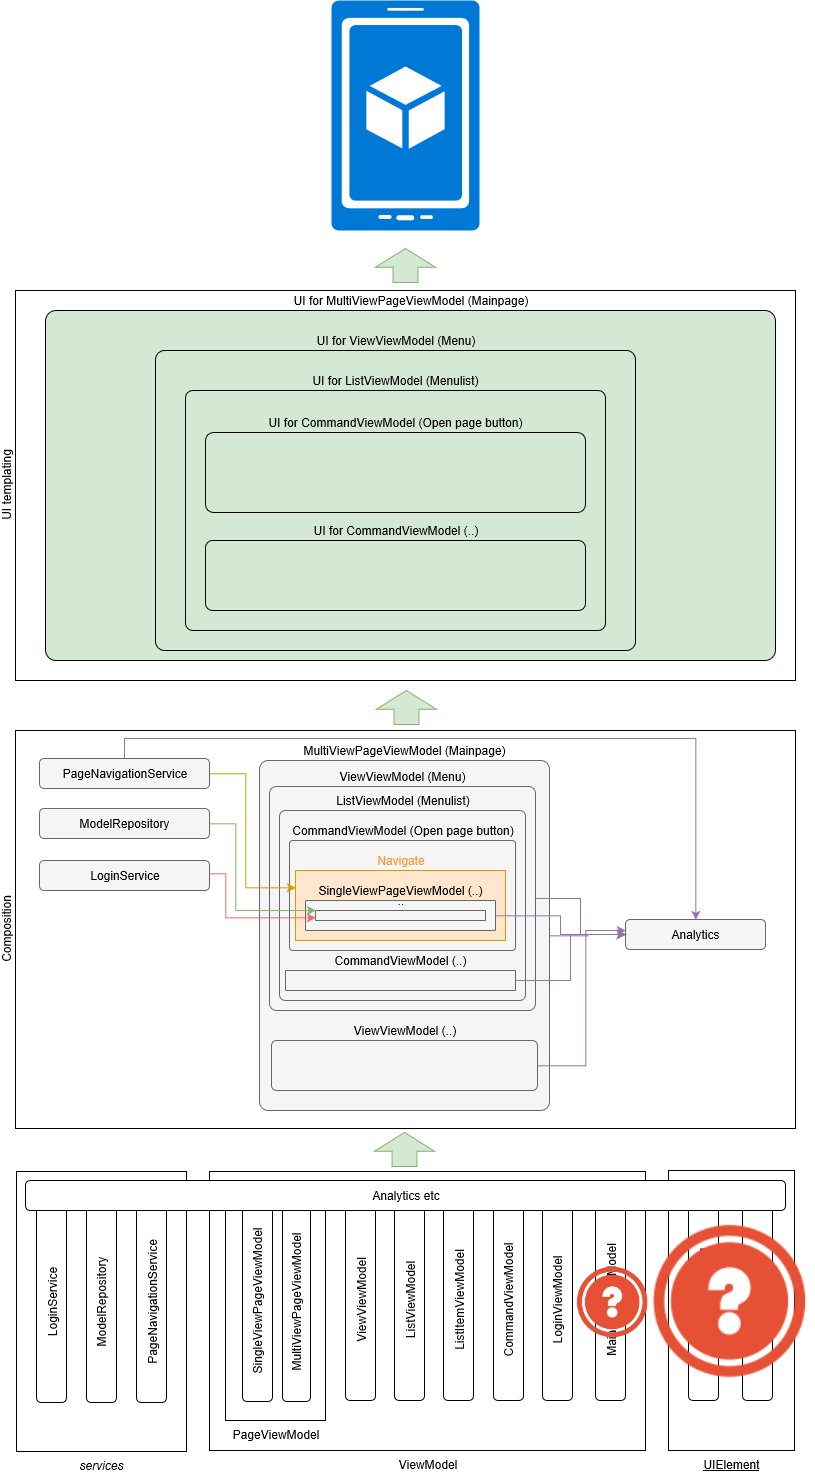 UI for MultiViewPageViewModel (Mainpage)
UI for ViewViewModel (Menu)
UI for ListViewModel (Menulist)
UI for CommandViewModel (Open page button)
UI for CommandViewModel (..)
UI templating
MultiViewPageViewModel (Mainpage)
PageNavigationService
ViewViewModel (Menu)
ListViewModel (Menulist)
ModelRepository
CommandViewModel (Open page button)
Navigate
LoginService
SingleViewPageViewModel (..)
..
Analytics
CommandViewModel (..)
ViewViewModel (..)
Composition
Analytics etc
LoginService
ModelRepository
PageNavigationService
SingleViewPageViewModel
MultiViewPageViewModel
ViewViewModel
ListViewModel
ListItemViewModel
CommandViewModel
LoginViewModel
?
?
PageViewModel
services
ViewModel
UIElement